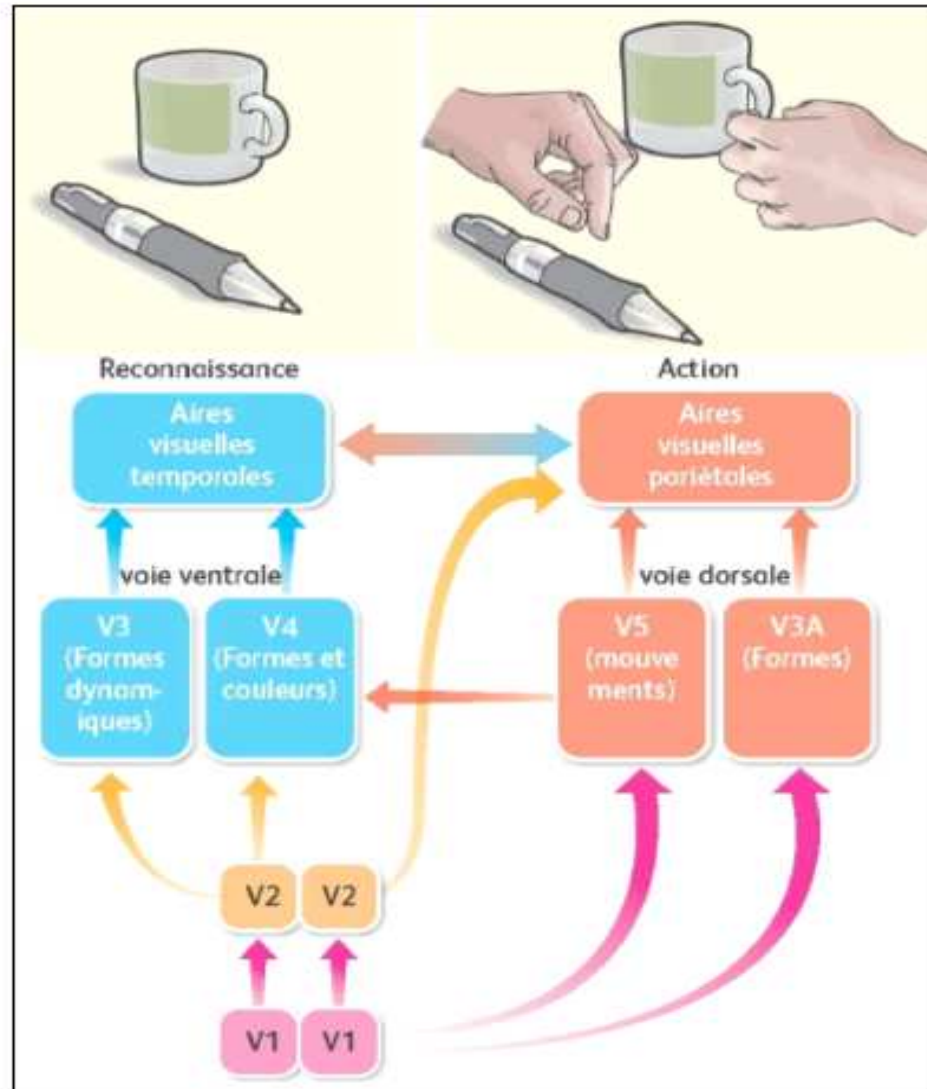 Reconnaissance
Action
Aires
visuelles
temporales
Aires
visuelles
pariétales
voie ventrale
voie dorsale
V3
(Formes
dynam-
iques)
V4
(Formes et
couleurs)
V5
(mouve
ments)
V3A
(Formes)
V2
V2
V1
V1